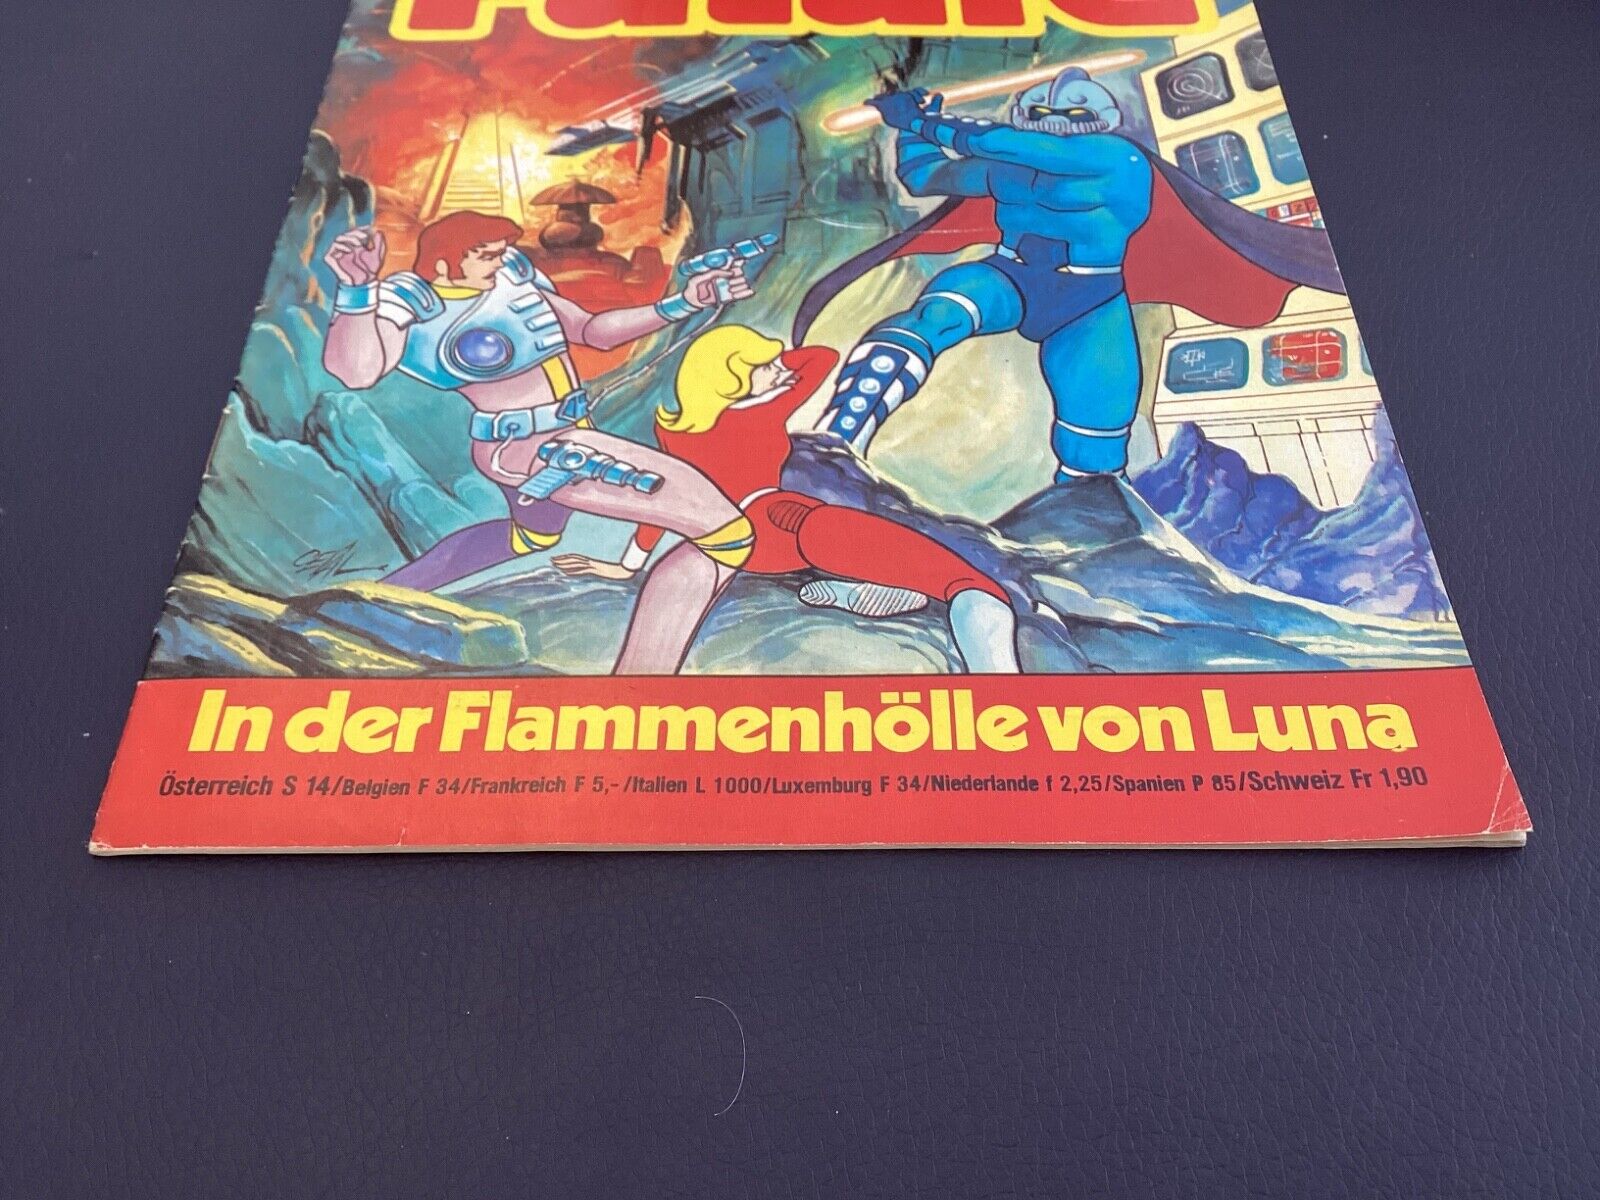 Future
In der Flammenhölle von Luna
Österreich S 14/Belgien F 34/Frankreich F 5,-/Italien L 1000/Luxemburg F 34/Niederlande f 2,25/Spanien P 85/Schweiz Fr 1,90